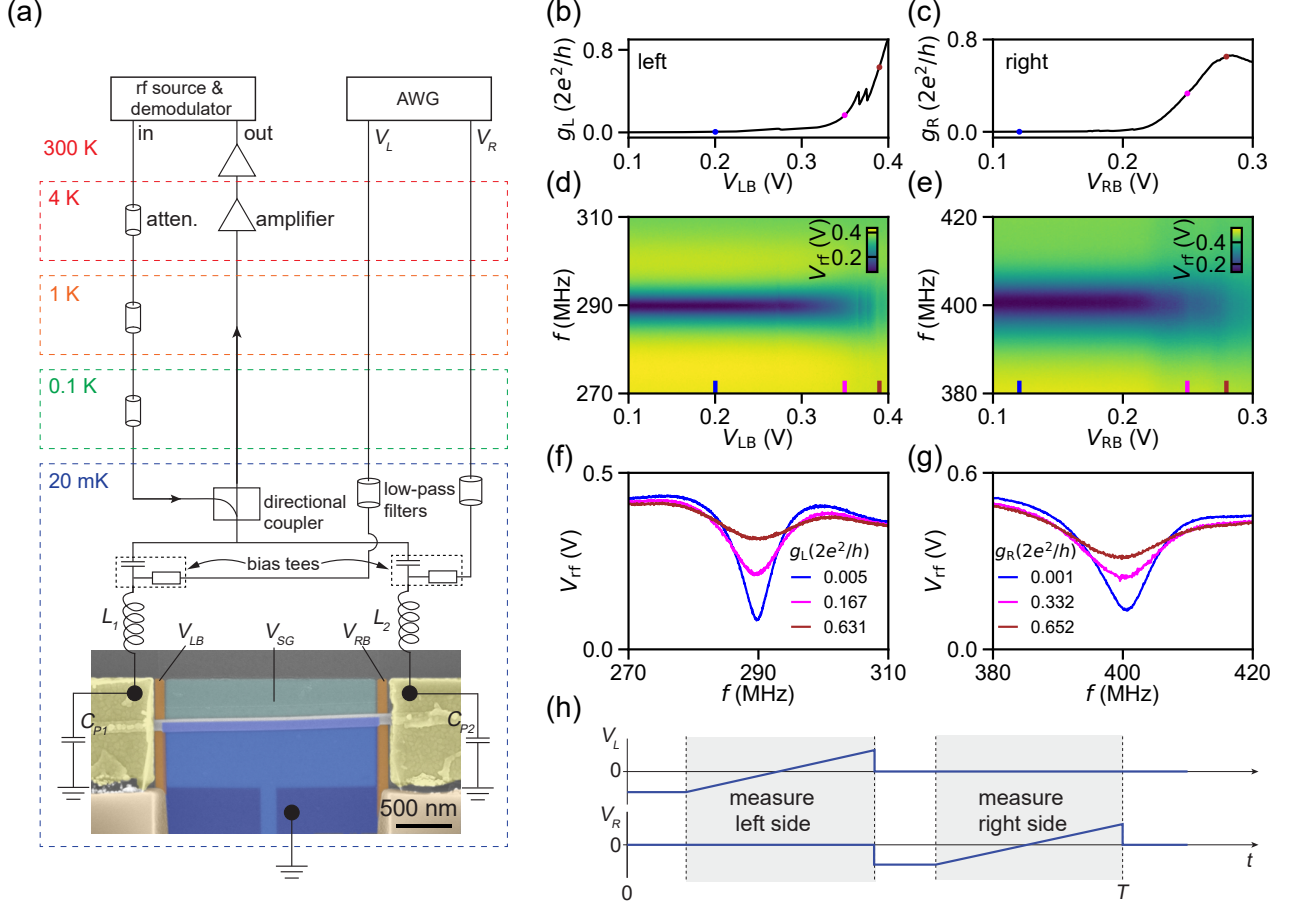 (a)
rf source &
demodulator
in
out
AWG
V_L
V_R
300 K
4 K
atten.
amplifier
1 K
0.1 K
20 mK
directional
coupler
low-pass
filters
bias tees
L_1
L_2
V_LB
V_SG
V_RB
C_P1
C_P2
500 nm
(b)
g_L (2e²/h)
0.8
0.0
left
0.1 0.2 0.3 0.4
V_LB (V)
(c)
g_R (2e²/h)
0.8
0.0
right
0.1 0.2 0.3
V_RB (V)
(d)
f (MHz)
310
290
270
V_rf (V)
0.4
0.2
0.1 0.2 0.3 0.4
V_LB (V)
(e)
f (MHz)
420
400
380
V_rf (V)
0.4
0.2
0.1 0.2 0.3
V_RB (V)
(f)
V_rf (V)
0.5
0.0
g_L(2e²/h)
0.005
0.167
0.631
270 290 310
f (MHz)
(g)
V_rf (V)
0.6
0.0
g_R(2e²/h)
0.001
0.332
0.652
380 400 420
f (MHz)
(h)
V_L
0
measure
left side
measure
right side
V_R
0
t
0
T